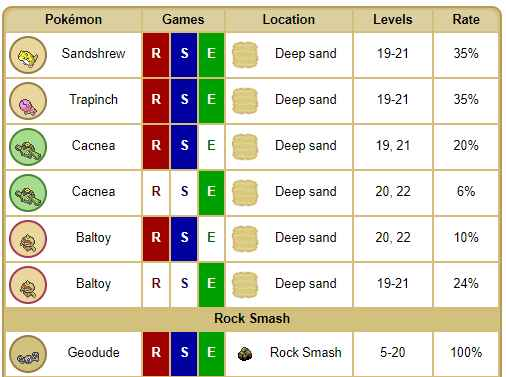 Pokémon Games Location Levels Rate
Sandshrew R S E Deep sand 19-21 35%
Trapinch R S E Deep sand 19-21 35%
Cacnea R S E Deep sand 19, 21 20%
Cacnea R S E Deep sand 20, 22 6%
Baltoy R S E Deep sand 20, 22 10%
Baltoy R S E Deep sand 19-21 24%
Rock Smash
Geodude R S E Rock Smash 5-20 100%